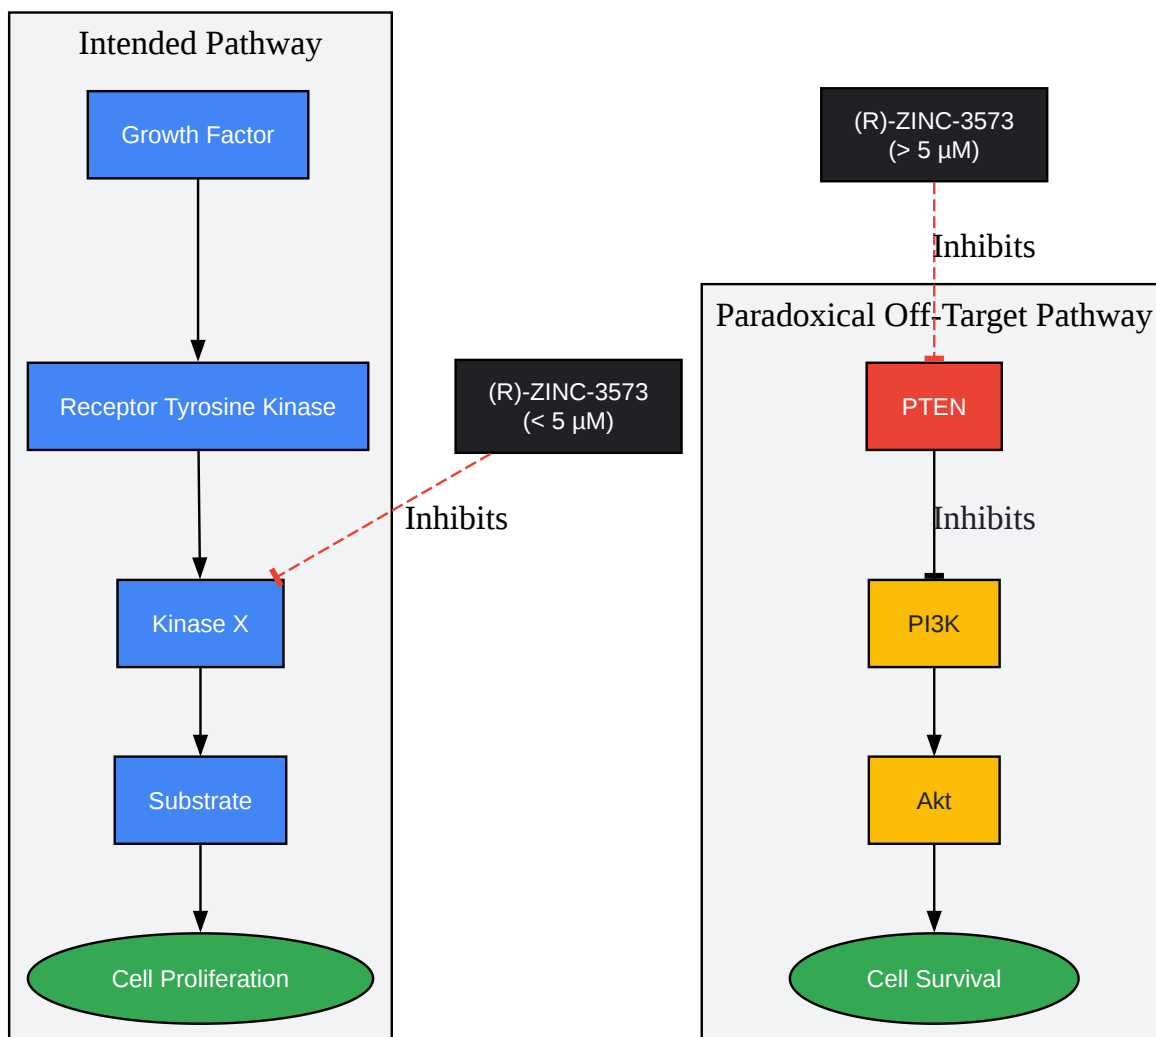 Intended Pathway
Growth Factor
Receptor Tyrosine Kinase
Kinase X
Substrate
Cell Proliferation
(R)-ZINC-3573
(< 5 µM)
Inhibits
(R)-ZINC-3573
(> 5 µM)
Inhibits
Paradoxical Off-Target Pathway
PTEN
Inhibits
PI3K
Akt
Cell Survival